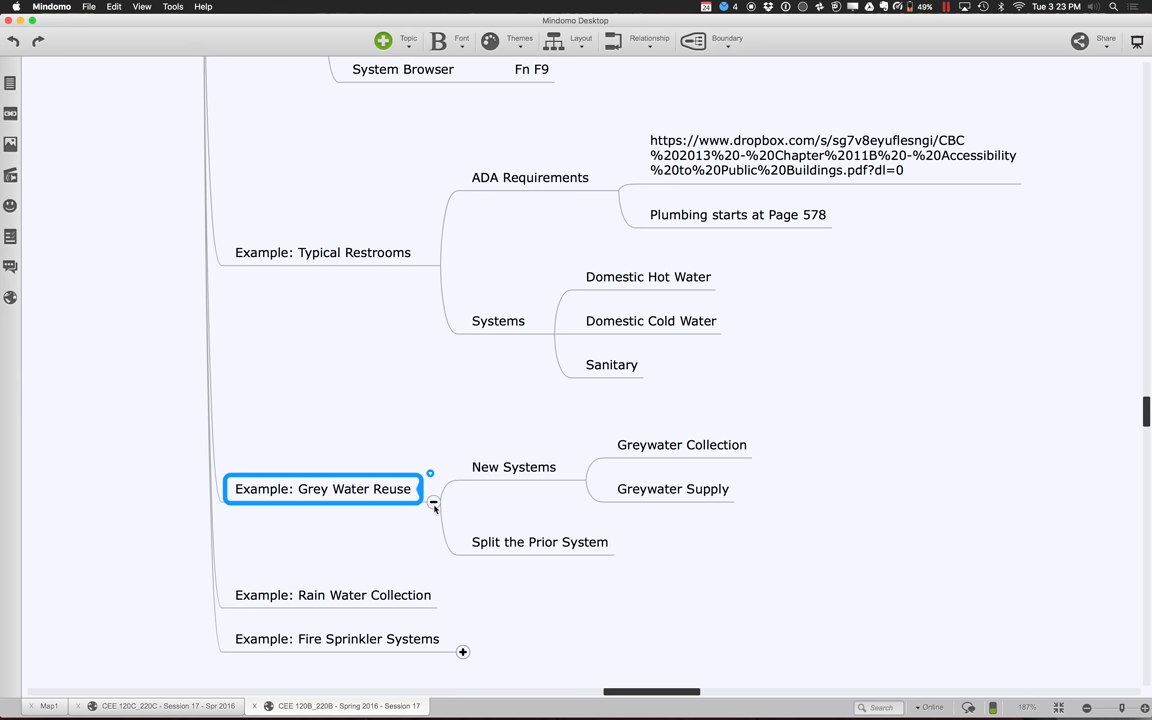 Mindomo File Edit View Tools Help
24 4 49% Tue 3 23 PM
Mindomo Desktop
Topic Font Themes Layout Relationship Boundary Share
System Browser Fn F9
https://www.dropbox.com/s/sg7v8eyuflesngi/CBC
%202013%20-%20Chapter%2011B%20-%20Accessibility
%20to%20Public%20Buildings.pdf?dl=0
ADA Requirements
Plumbing starts at Page 578
Example: Typical Restrooms
Domestic Hot Water
Systems
Domestic Cold Water
Sanitary
Greywater Collection
New Systems
Example: Grey Water Reuse
Greywater Supply
Split the Prior System
Example: Rain Water Collection
Example: Fire Sprinkler Systems
Map1 CEE 120C_220C - Session 17 - Apr 2016 CEE 120B_220B - Spring 2016 - Session 17 Search Online 187%